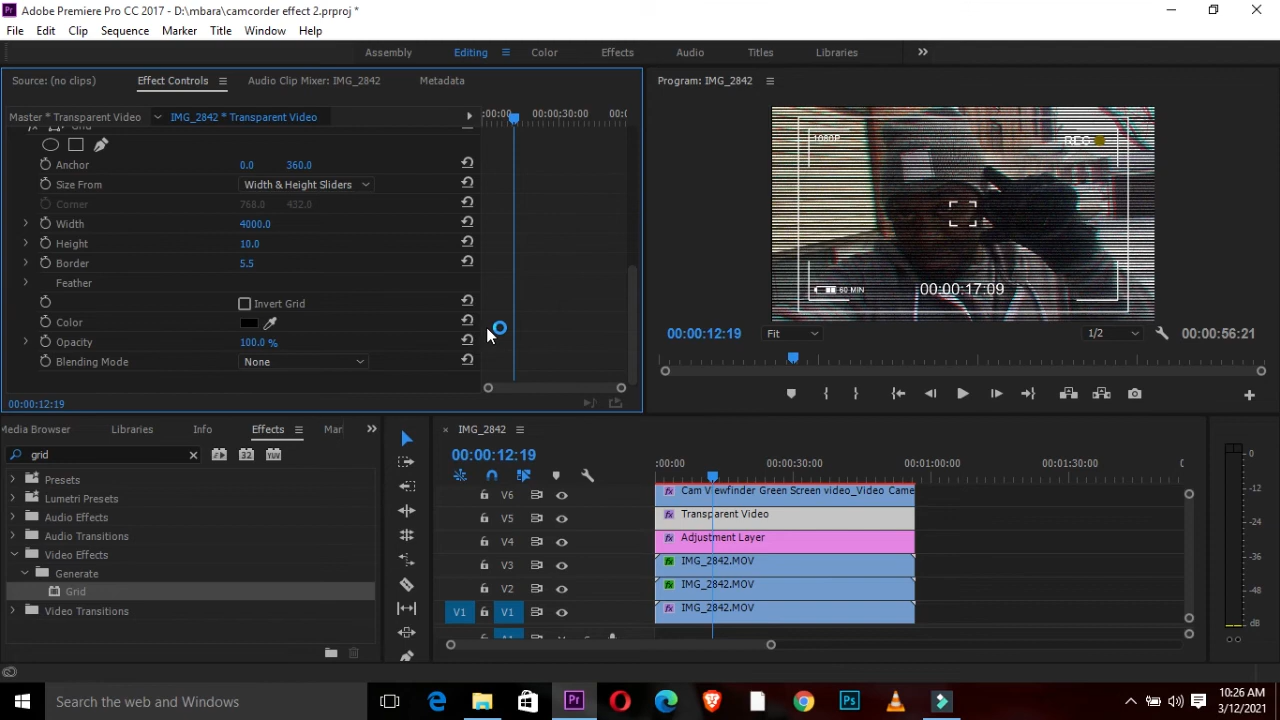 Adobe Premiere Pro CC 2017 - D:\mbara\camcorder effect 2.prproj *
File Edit Clip Sequence Marker Title Window Help
Assembly Editing Color Effects Audio Titles Libraries
Source: (no clips) Effect Controls Audio Clip Mixer: IMG_2842 Metadata
Program: IMG_2842
Master * Transparent Video IMG_2842 * Transparent Video
:00:00 00:00:30:00 00:0
Anchor 0.0 360.0
Size From Width & Height Sliders
Corner 768.0 432.0
Width 4000.0
Height 10.0
Border 5.5
Feather
Invert Grid
Color
Opacity 100.0 %
Blending Mode None
00:00:12:19
1080P
REC
60 MIN
00:00:17:09
00:00:12:19 Fit 1/2 00:00:56:21
Media Browser Libraries Info Effects Mar
grid
Presets
Lumetri Presets
Audio Effects
Audio Transitions
Video Effects
Generate
Grid
Video Transitions
IMG_2842
00:00:12:19
:00:00 00:00:30:00 00:01:00:00 00:01:30:00
V6 Cam Viewfinder Green Screen video_Video Came
V5 Transparent Video
V4 Adjustment Layer
V3 IMG_2842.MOV
V2 IMG_2842.MOV
V1 V1 IMG_2842.MOV
0
-12
-24
-36
-48
dB
Search the web and Windows
10:26 AM
3/12/2021